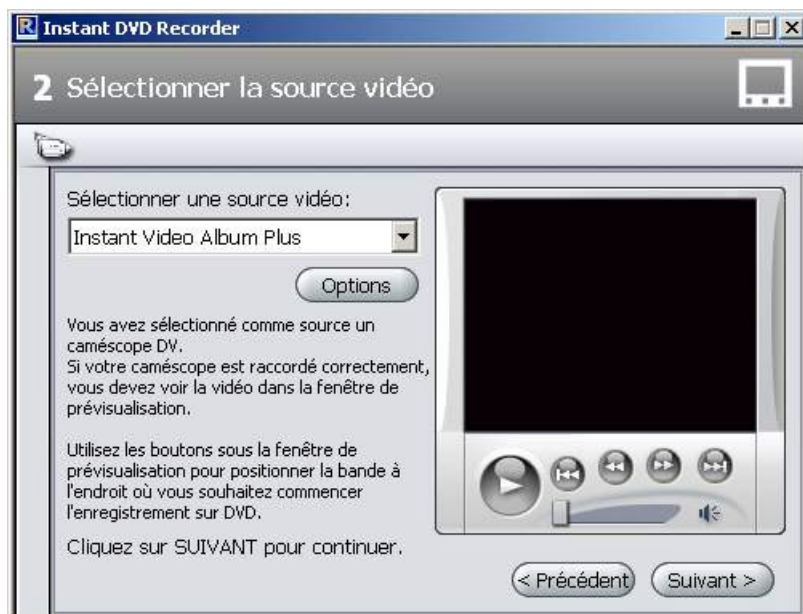 Instant DVD Recorder
2 Sélectionner la source vidéo
Sélectionner une source vidéo:
Instant Video Album Plus
Options
Vous avez sélectionné comme source un
caméscope DV.
Si votre caméscope est raccordé correctement,
vous devez voir la vidéo dans la fenêtre de
prévisualisation.
Utilisez les boutons sous la fenêtre de
prévisualisation pour positionner la bande à
l'endroit où vous souhaitez commencer
l'enregistrement sur DVD.
Cliquez sur SUIVANT pour continuer.
< Précédent
Suivant >